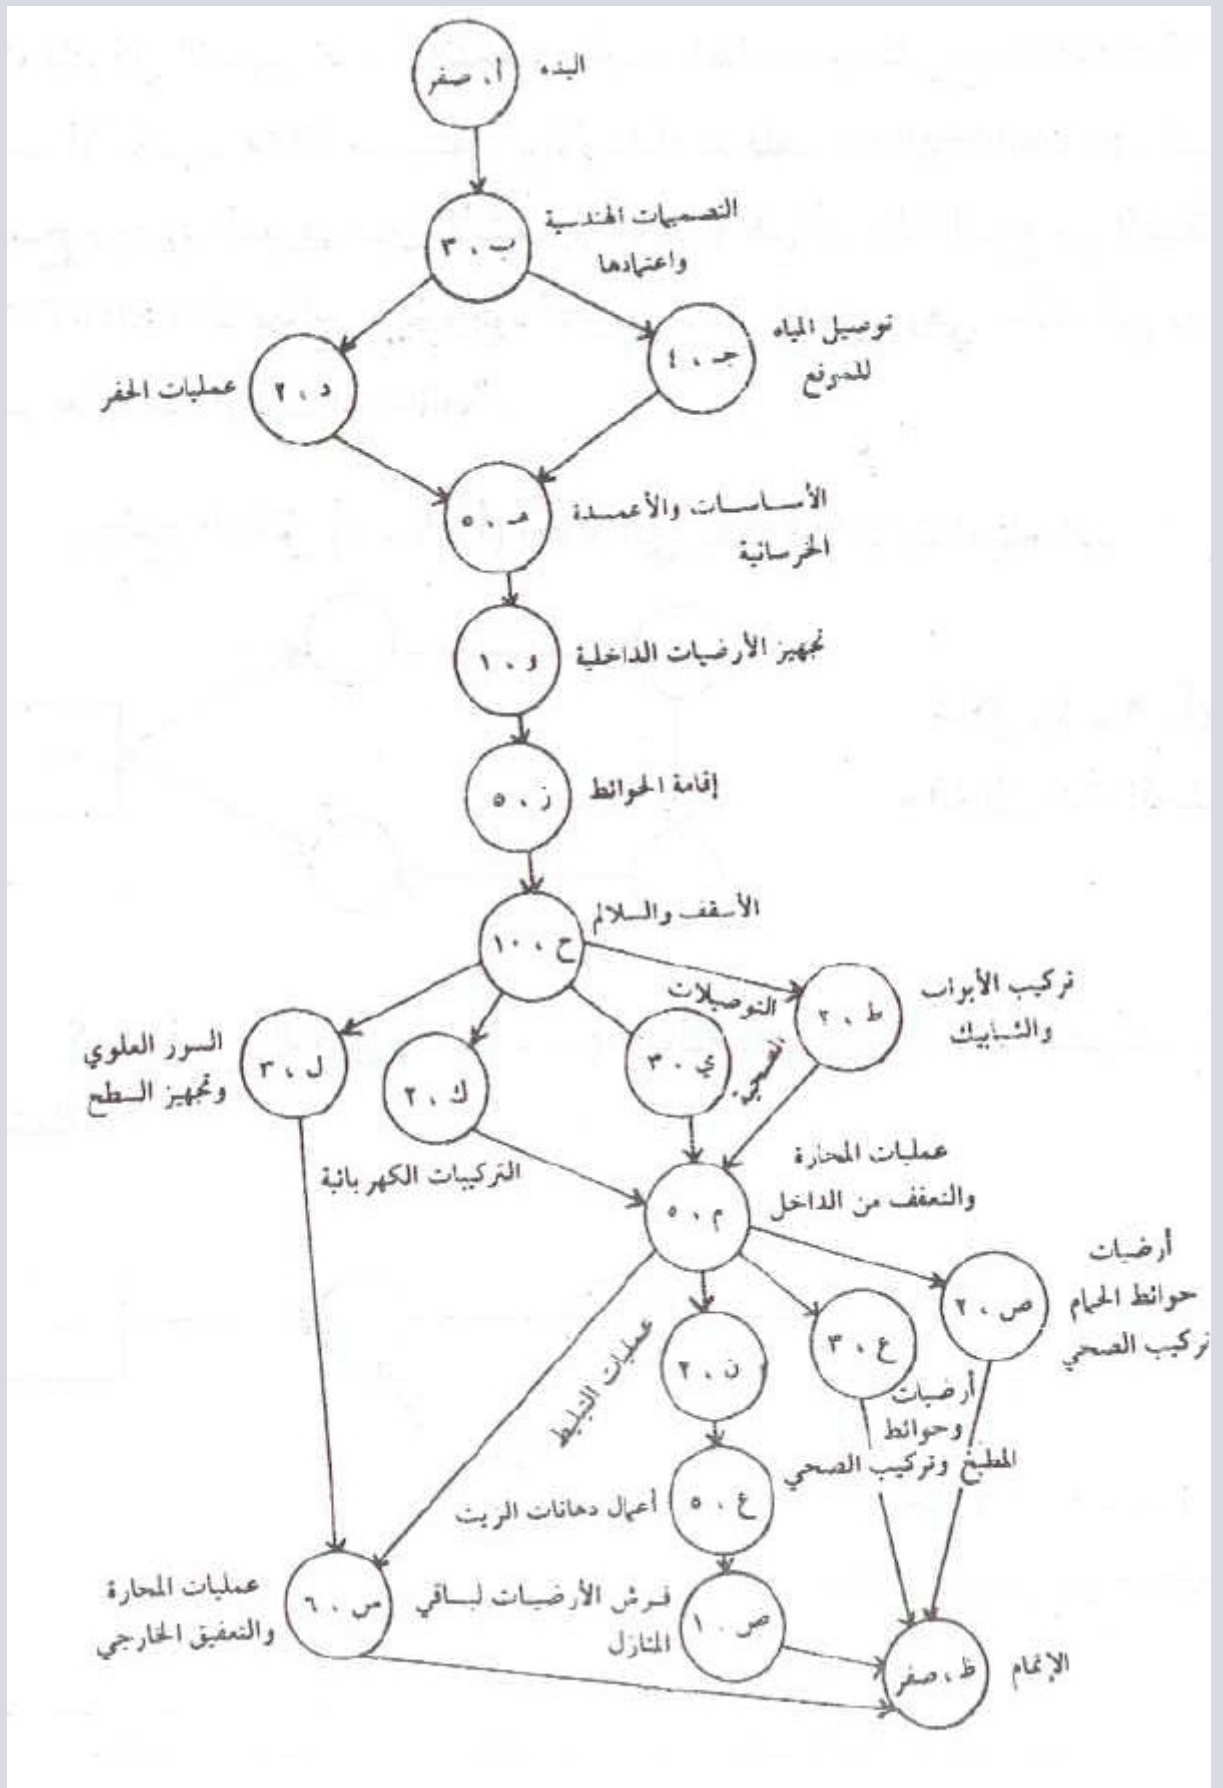 أ، صفر
البدء
ب، ٣
التصميمات الهندسية
واعتمادها
جـ، ٤
توصيل المياه
للموقع
د، ٢
عمليات الحفر
هـ، ٥
الأساسات والأعمدة
الخرسانية
و، ١
تجهيز الأرضيات الداخلية
ز، ٥
إقامة الحوائط
ح، ١٠
الأسقف والسلالم
ط، ٢
تركيب الأبواب
والشبابيك
ي، ٣
التوصيلات
الصحية
ك، ٢
التركيبات الكهربائية
ل، ٣
السور العلوي
وتجهيز السطح
م، ٥
عمليات المحارة
والتعفف من الداخل
ص، ٢
أرضيات
حوائط الحمام
تركيب الصحي
ع، ٣
أرضيات
وحوائط
المطبخ وتركيب الصحي
ن، ٢
عمليات التبليط
ع، ٥
أعمال دهانات الزيت
ص، ١
فرش الأرضيات لباقي
المنازل
س، ٦
عمليات المحارة
والتعفيق الخارجي
ظ، صفر
الإتمام